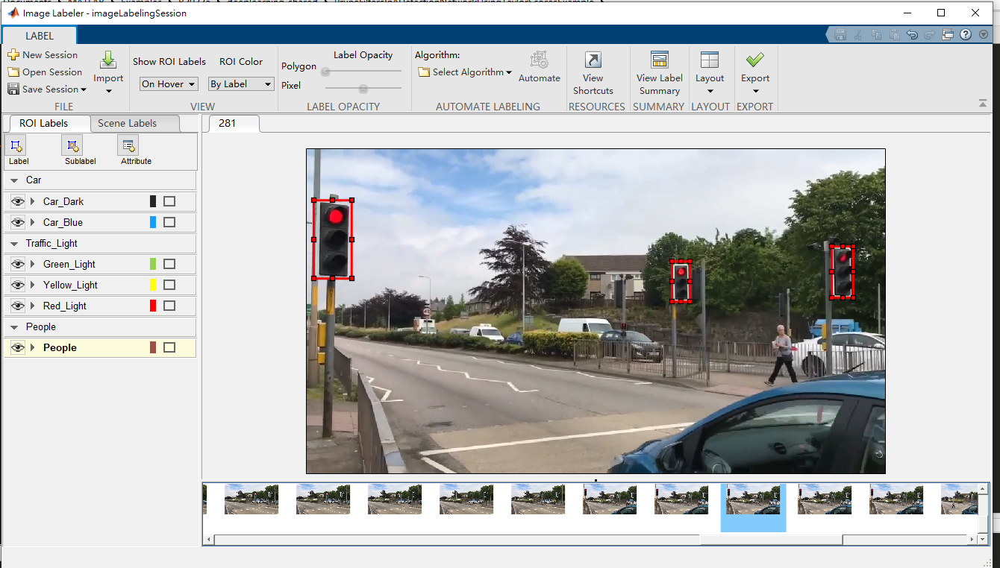 Image Labeler - imageLabelingSession
LABEL
New Session
Open Session
Save Session
Import
FILE
Show ROI Labels
ROI Color
On Hover
By Label
VIEW
Label Opacity
Polygon
Pixel
LABEL OPACITY
Algorithm:
Select Algorithm
Automate
AUTOMATE LABELING
View
Shortcuts
RESOURCES
View Label
Summary
SUMMARY
Layout
LAYOUT
Export
EXPORT
ROI Labels
Scene Labels
281
Label
Sublabel
Attribute
Car
Car_Dark
Car_Blue
Traffic_Light
Green_Light
Yellow_Light
Red_Light
People
People